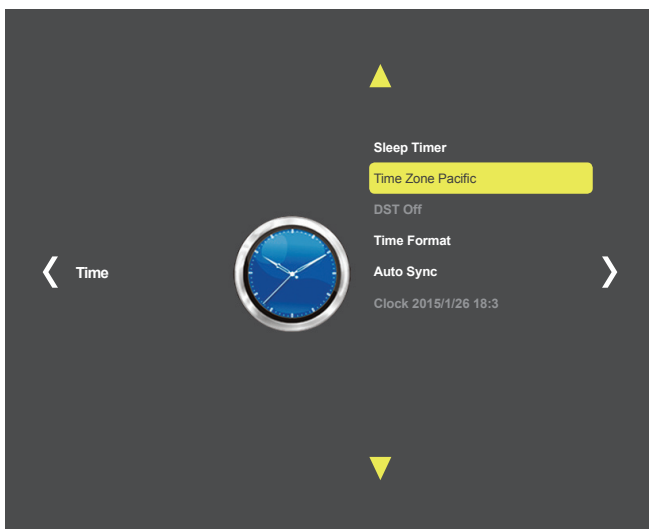 Sleep Timer
Time Zone Pacific
DST Off
Time Format
Time
Auto Sync
Clock 2015/1/26 18:3